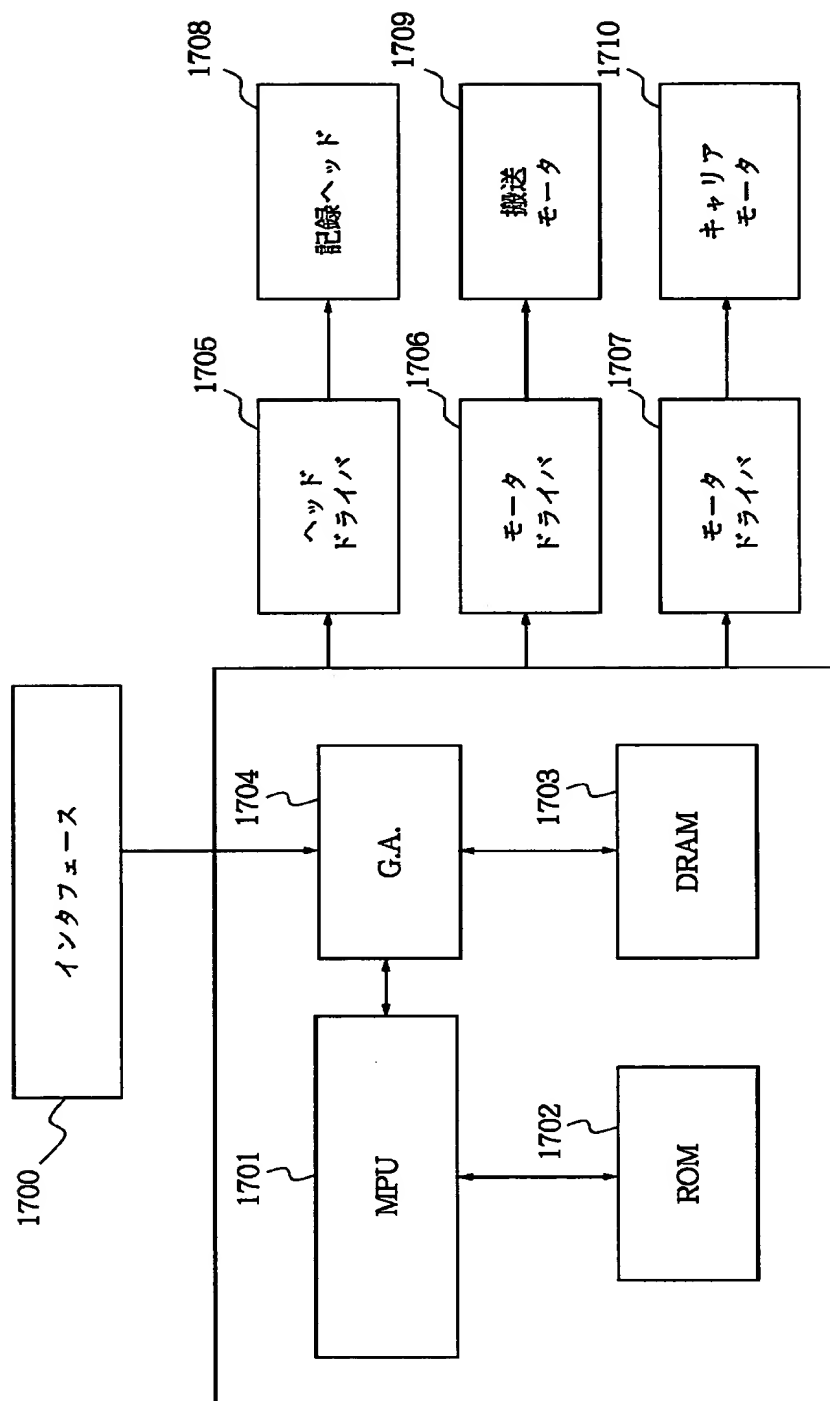 1700
インタフェース
1701
MPU
1704
G.A.
1702
ROM
1703
DRAM
1705
ヘッド
ドライバ
1708
記録ヘッド
1706
モータ
ドライバ
1709
搬送
モータ
1707
モータ
ドライバ
1710
キャリア
モータ